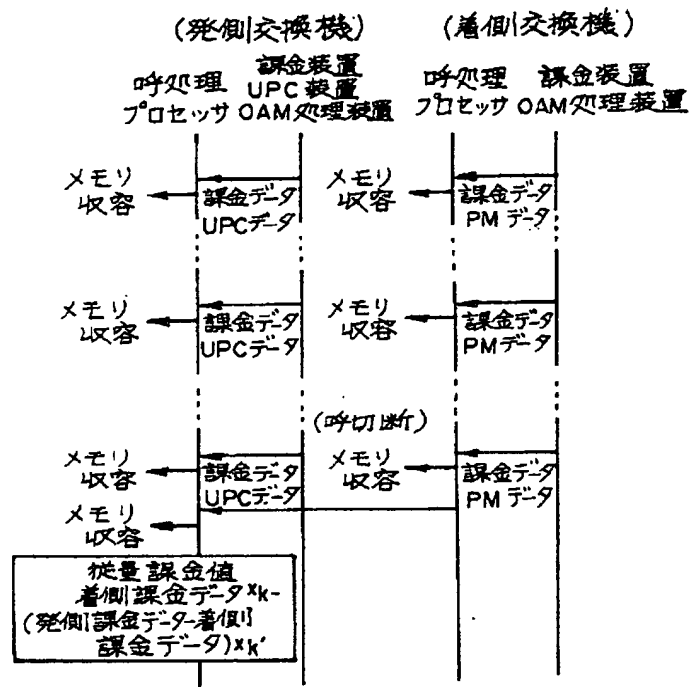 (発側交換機)
(着側交換機)
呼処理
プロセッサ
課金装置
UPC装置
OAM処理装置
呼処理
プロセッサ
課金装置
OAM処理装置
メモリ
収容
課金データ
UPCデータ
メモリ
収容
課金データ
PMデータ
メモリ
収容
課金データ
UPCデータ
メモリ
収容
課金データ
PMデータ
(呼切断)
メモリ
収容
課金データ
UPCデータ
メモリ
収容
課金データ
PMデータ
メモリ
収容
従量課金値
着側課金データ×k-
(発側課金データ-着側
課金データ)×k'